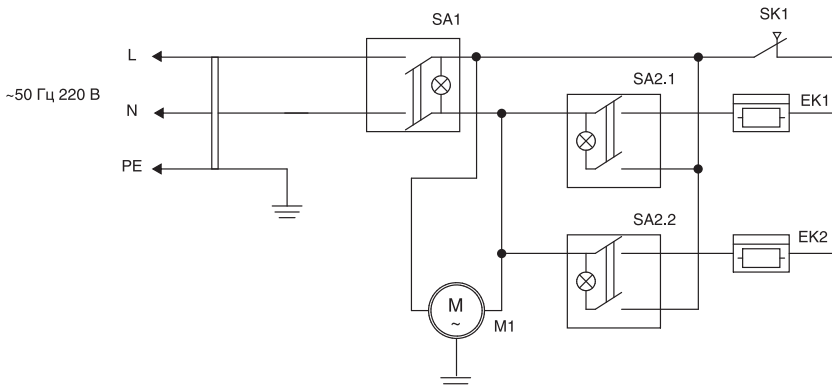 SA1
SK1
L
SA2.1
~50 Гц 220 В
N
EK1
PE
SA2.2
EK2
M
~
M1